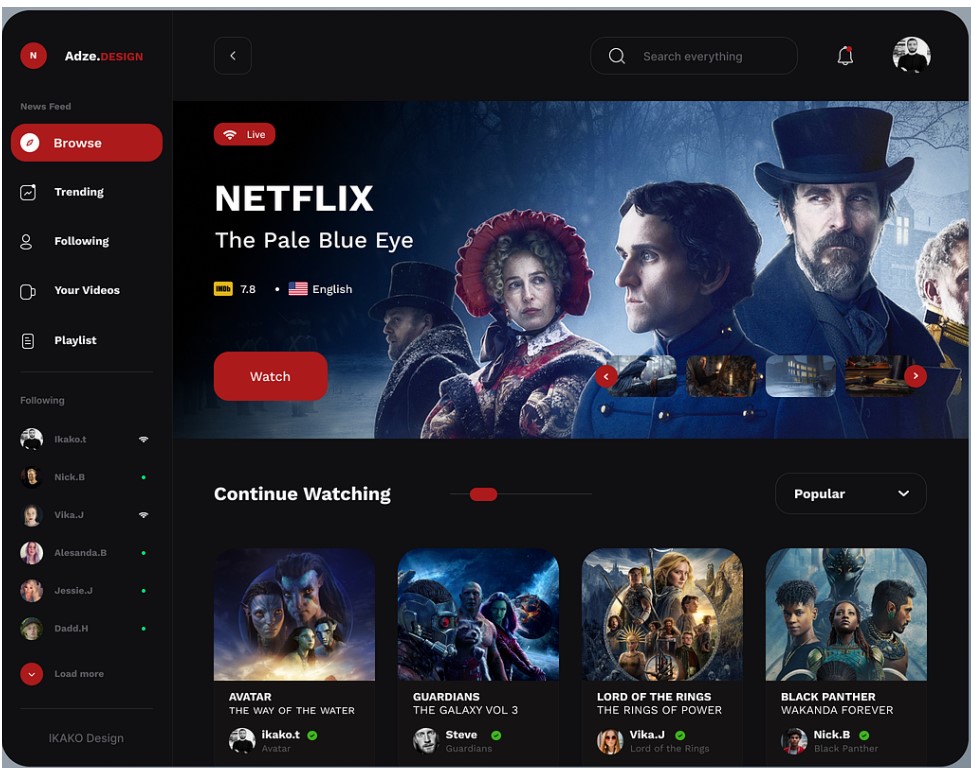 N
Adze.DESIGN
News Feed
Browse
Trending
Following
Your Videos
Playlist
Following
Ikako.t
Nick.B
Vika.J
Alesanda.B
Jessie.J
Dadd.H
Load more
IKAKO Design
Search everything
Live
NETFLIX
The Pale Blue Eye
IMDb 7.8 • English
Watch
Continue Watching
Popular
AVATAR
THE WAY OF THE WATER
ikako.t
Avatar
GUARDIANS
THE GALAXY VOL 3
Steve
Guardians
LORD OF THE RINGS
THE RINGS OF POWER
Vika.J
Lord of the Rings
BLACK PANTHER
WAKANDA FOREVER
Nick.B
Black Panther